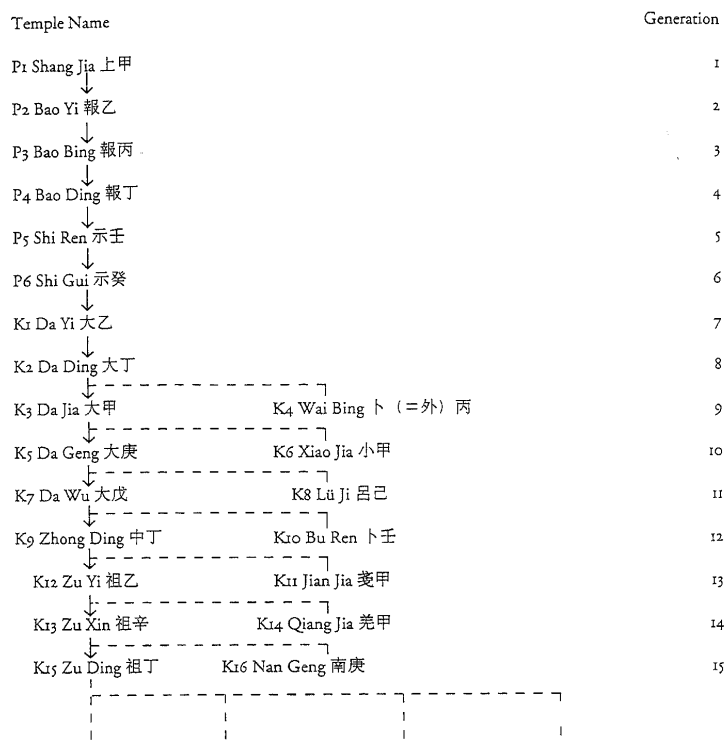 Temple Name Generation
P1 Shang Jia 上甲 1
P2 Bao Yi 報乙 2
P3 Bao Bing 報丙 3
P4 Bao Ding 報丁 4
P5 Shi Ren 示壬 5
P6 Shi Gui 示癸 6
K1 Da Yi 大乙 7
K2 Da Ding 大丁 8
K3 Da Jia 大甲 K4 Wai Bing 卜 (=外) 丙 9
K5 Da Geng 大庚 K6 Xiao Jia 小甲 10
K7 Da Wu 大戊 K8 Lü Ji 呂己 11
K9 Zhong Ding 中丁 K10 Bu Ren 卜壬 12
K12 Zu Yi 祖乙 K11 Jian Jia 戔甲 13
K13 Zu Xin 祖辛 K14 Qiang Jia 羌甲 14
K15 Zu Ding 祖丁 K16 Nan Geng 南庚 15